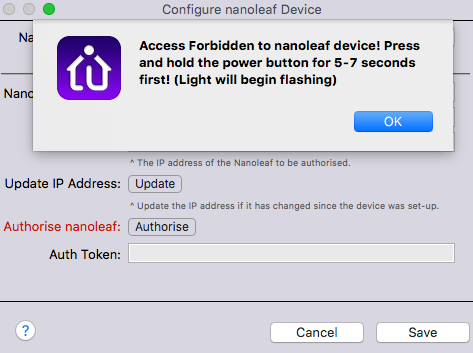 Configure nanoleaf Device
Na
Access Forbidden to nanoleaf device! Press
and hold the power button for 5-7 seconds
first! (Light will begin flashing)
OK
Nano
^ The IP address of the Nanoleaf to be authorised.
Update IP Address:
Update
^ Update the IP address if it has changed since the device was set-up.
Authorise nanoleaf:
Authorise
Auth Token:
?
Cancel
Save